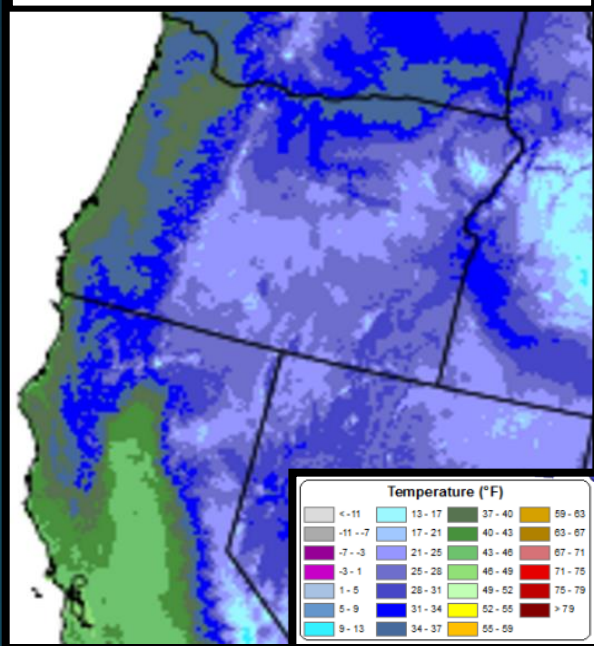 Temperature (°F)
< -11 13 - 17 37 - 40 59 - 63
-11 - -7 17 - 21 40 - 43 63 - 67
-7 - -3 21 - 25 43 - 46 67 - 71
-3 - 1 25 - 28 46 - 49 71 - 75
1 - 5 28 - 31 49 - 52 75 - 79
5 - 9 31 - 34 52 - 55 > 79
9 - 13 34 - 37 55 - 59